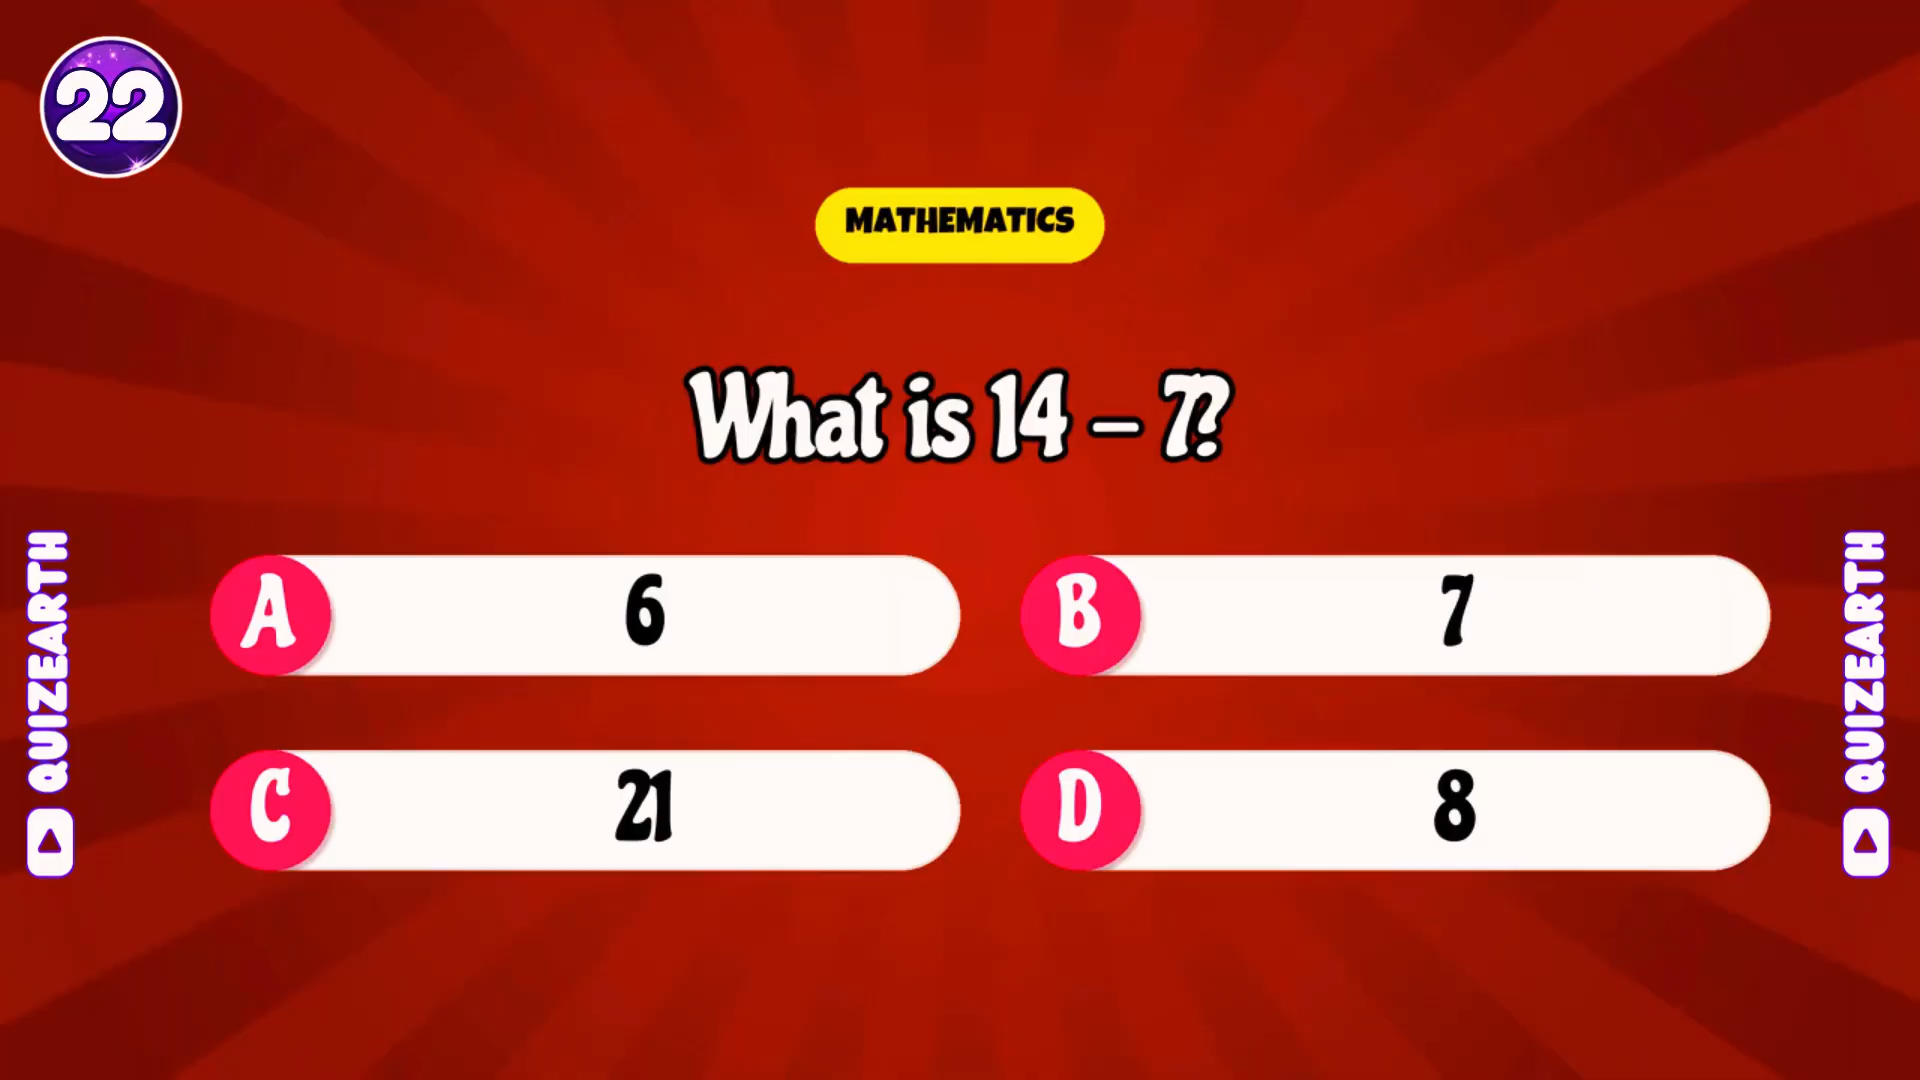 22
MATHEMATICS
What is 14 – 7?
A 6
B 7
C 21
D 8
QUIZEARTH
QUIZEARTH